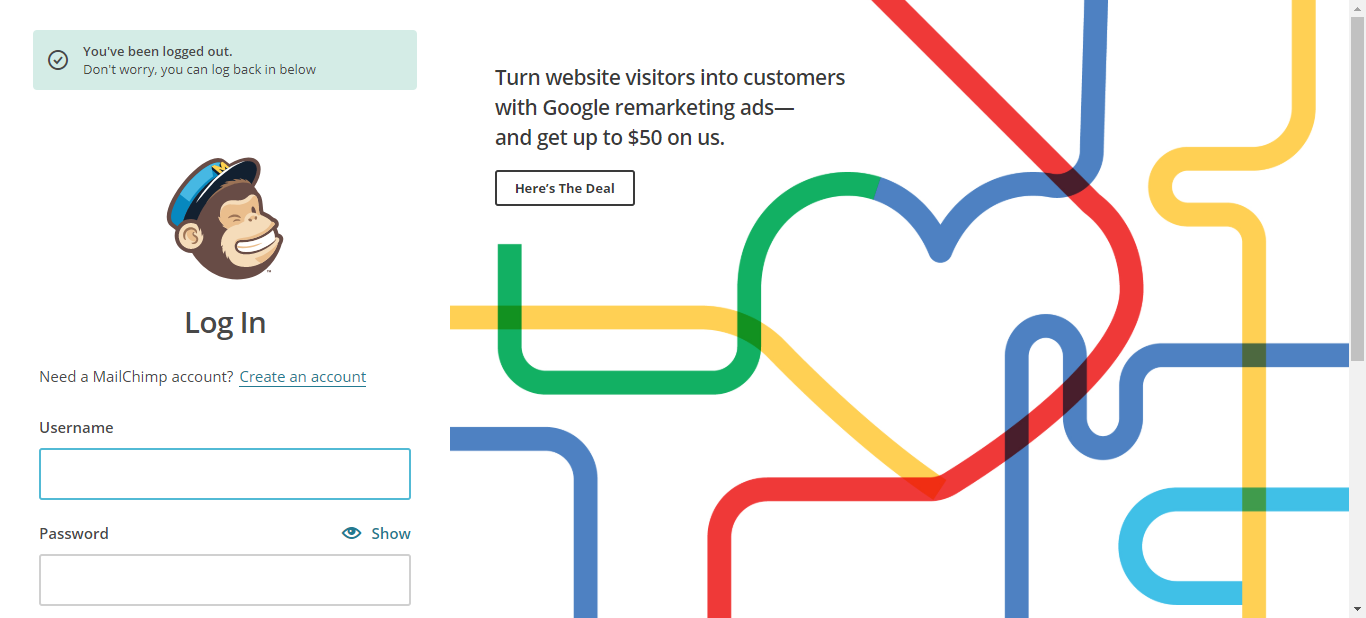 You've been logged out.
Don't worry, you can log back in below
Turn website visitors into customers
with Google remarketing ads—
and get up to $50 on us.
Here's The Deal
Log In
Need a MailChimp account? Create an account
Username
Password Show